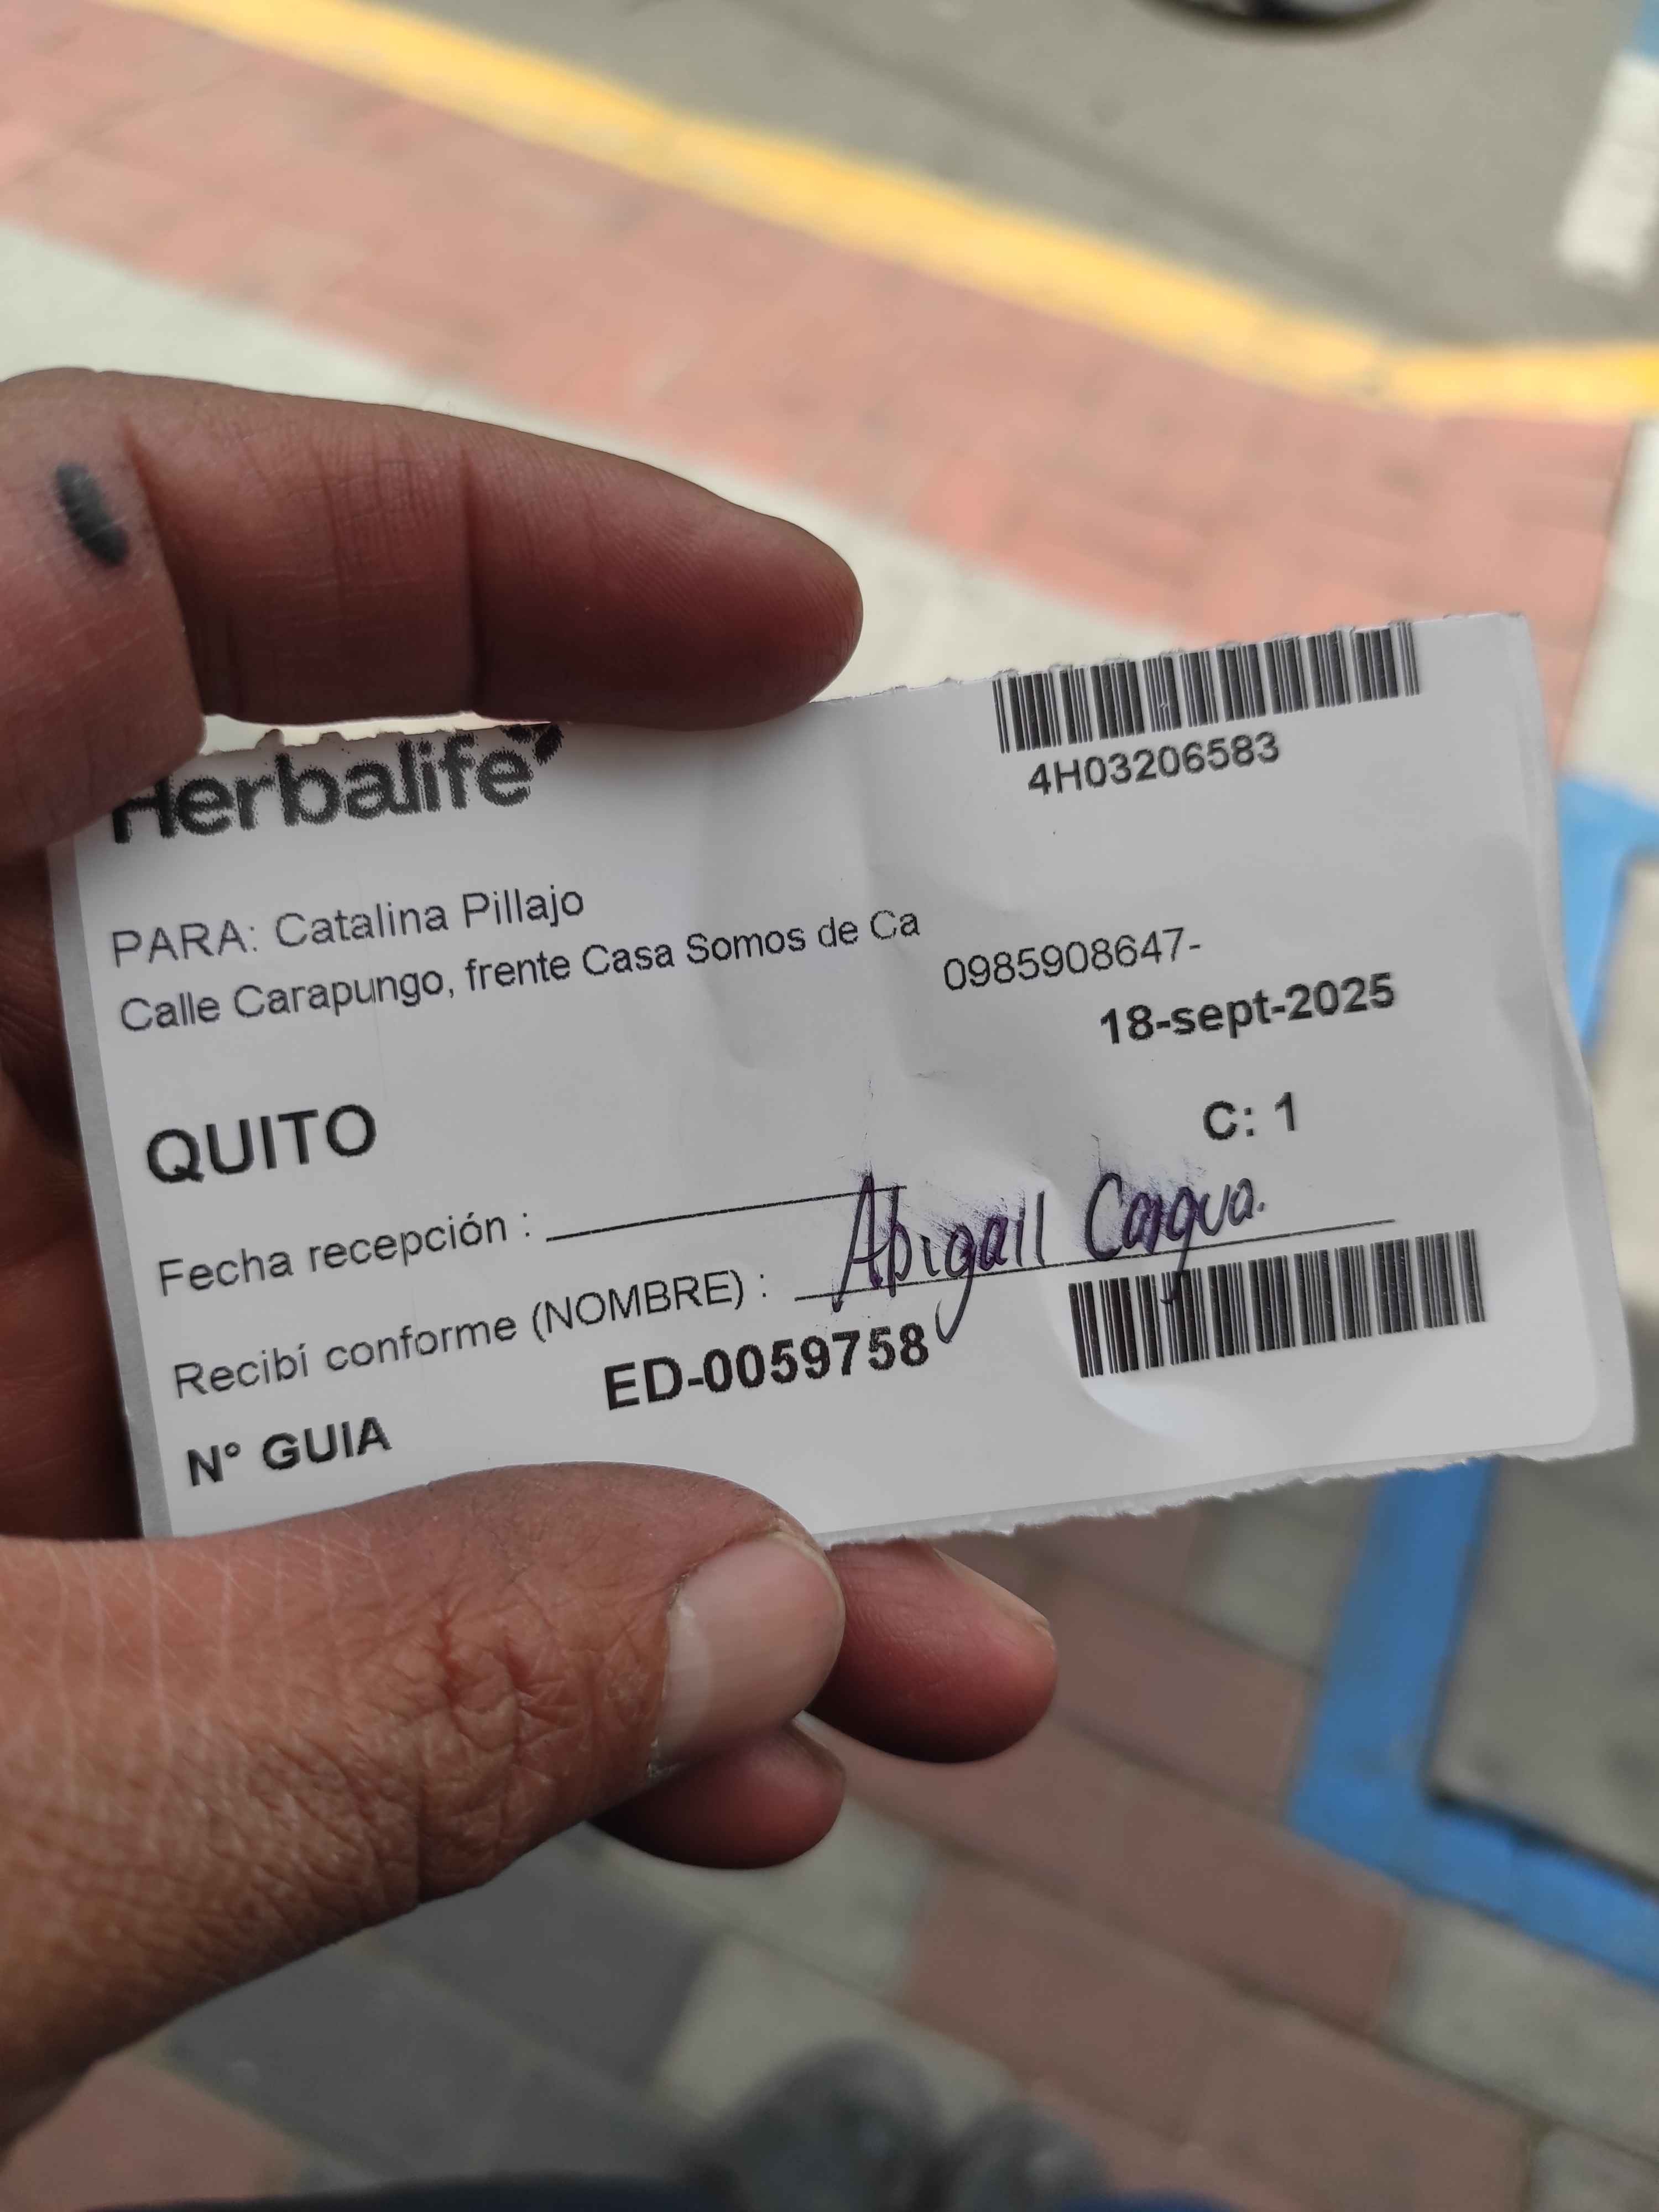 Herbalife
4H03206583
PARA: Catalina Pillajo
Calle Carapungo, frente Casa Somos de Ca
0985908647-
18-sept-2025
QUITO
C: 1
Fecha recepción :
Recibí conforme (NOMBRE) : Abigail Caqua.
ED-0059758
N° GUIA